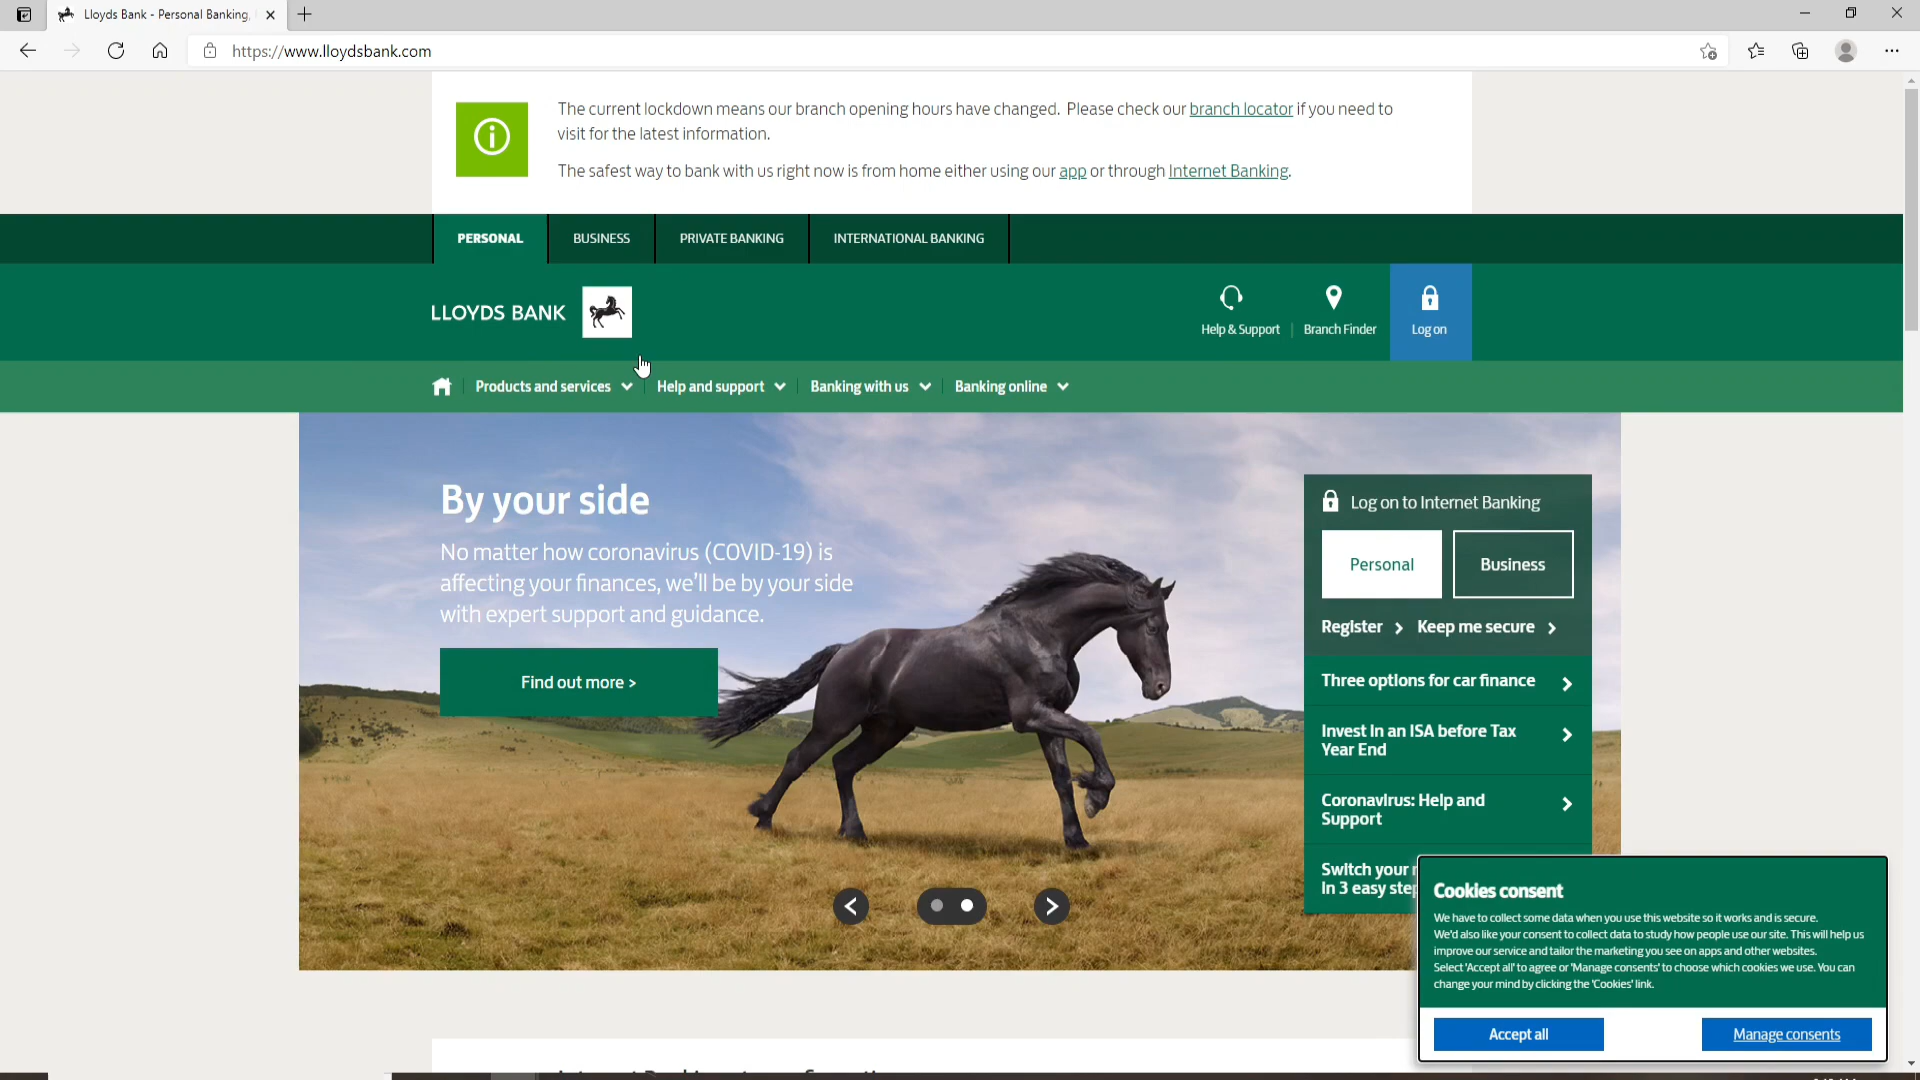 Lloyds Bank - Personal Banking,
https://www.lloydsbank.com
The current lockdown means our branch opening hours have changed. Please check our branch locator if you need to
visit for the latest information.
The safest way to bank with us right now is from home either using our app or through Internet Banking.
PERSONAL
BUSINESS
PRIVATE BANKING
INTERNATIONAL BANKING
LLOYDS BANK
Help & Support
Branch Finder
Log on
Products and services
Help and support
Banking with us
Banking online
By your side
No matter how coronavirus (COVID-19) is
affecting your finances, we'll be by your side
with expert support and guidance.
Find out more >
Log on to Internet Banking
Personal
Business
Register
Keep me secure
Three options for car finance
Invest in an ISA before Tax
Year End
Coronavirus: Help and
Support
Switch your
in 3 easy
Cookies consent
We have to collect some data when you use this website so it works and is secure.
We'd also like your consent to collect data to study how people use our site. This will help us
improve our service and tailor the marketing you see on apps and other websites.
Select 'Accept all' to agree or 'Manage consents' to choose which cookies we use. You can
change your mind by clicking the 'Cookies' link.
Accept all
Manage consents